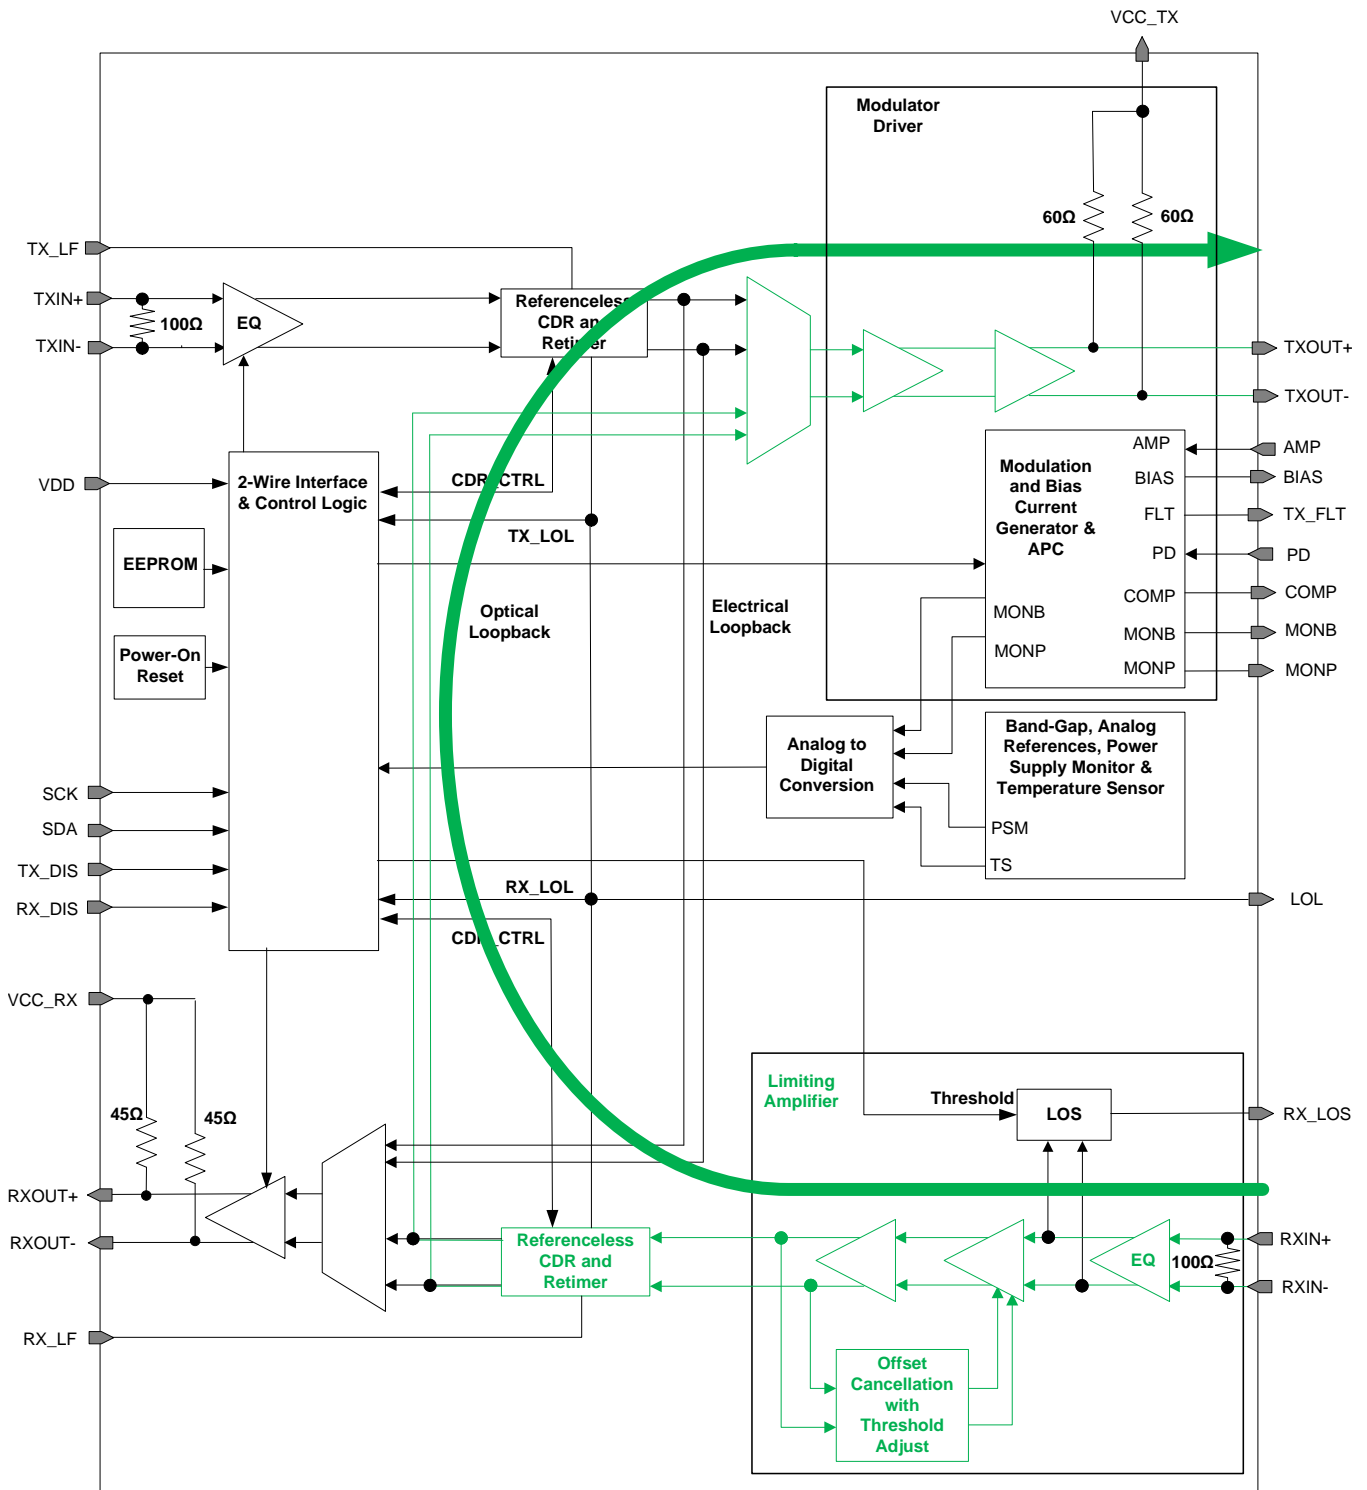 VCC_TX
Modulator
Driver
60Ω
60Ω
TX_LF
TXIN+
100Ω
TXIN-
EQ
Referenceless
CDR and
Retimer
TXOUT+
TXOUT-
VDD
2-Wire Interface
& Control Logic
CDR_CTRL
TX_LOL
EEPROM
Power-On
Reset
Optical
Loopback
Electrical
Loopback
Modulation
and Bias
Current
Generator &
APC
AMP
BIAS
FLT
PD
COMP
MONB
MONP
MONB
MONP
AMP
BIAS
TX_FLT
PD
COMP
MONB
MONP
Analog to
Digital
Conversion
Band-Gap, Analog
References, Power
Supply Monitor &
Temperature Sensor
PSM
TS
SCK
SDA
TX_DIS
RX_DIS
RX_LOL
CDR_CTRL
LOL
VCC_RX
45Ω
45Ω
RXOUT+
RXOUT-
RX_LF
Referenceless
CDR and
Retimer
Limiting
Amplifier
Threshold
LOS
RX_LOS
EQ
100Ω
RXIN+
RXIN-
Offset
Cancellation
with
Threshold
Adjust